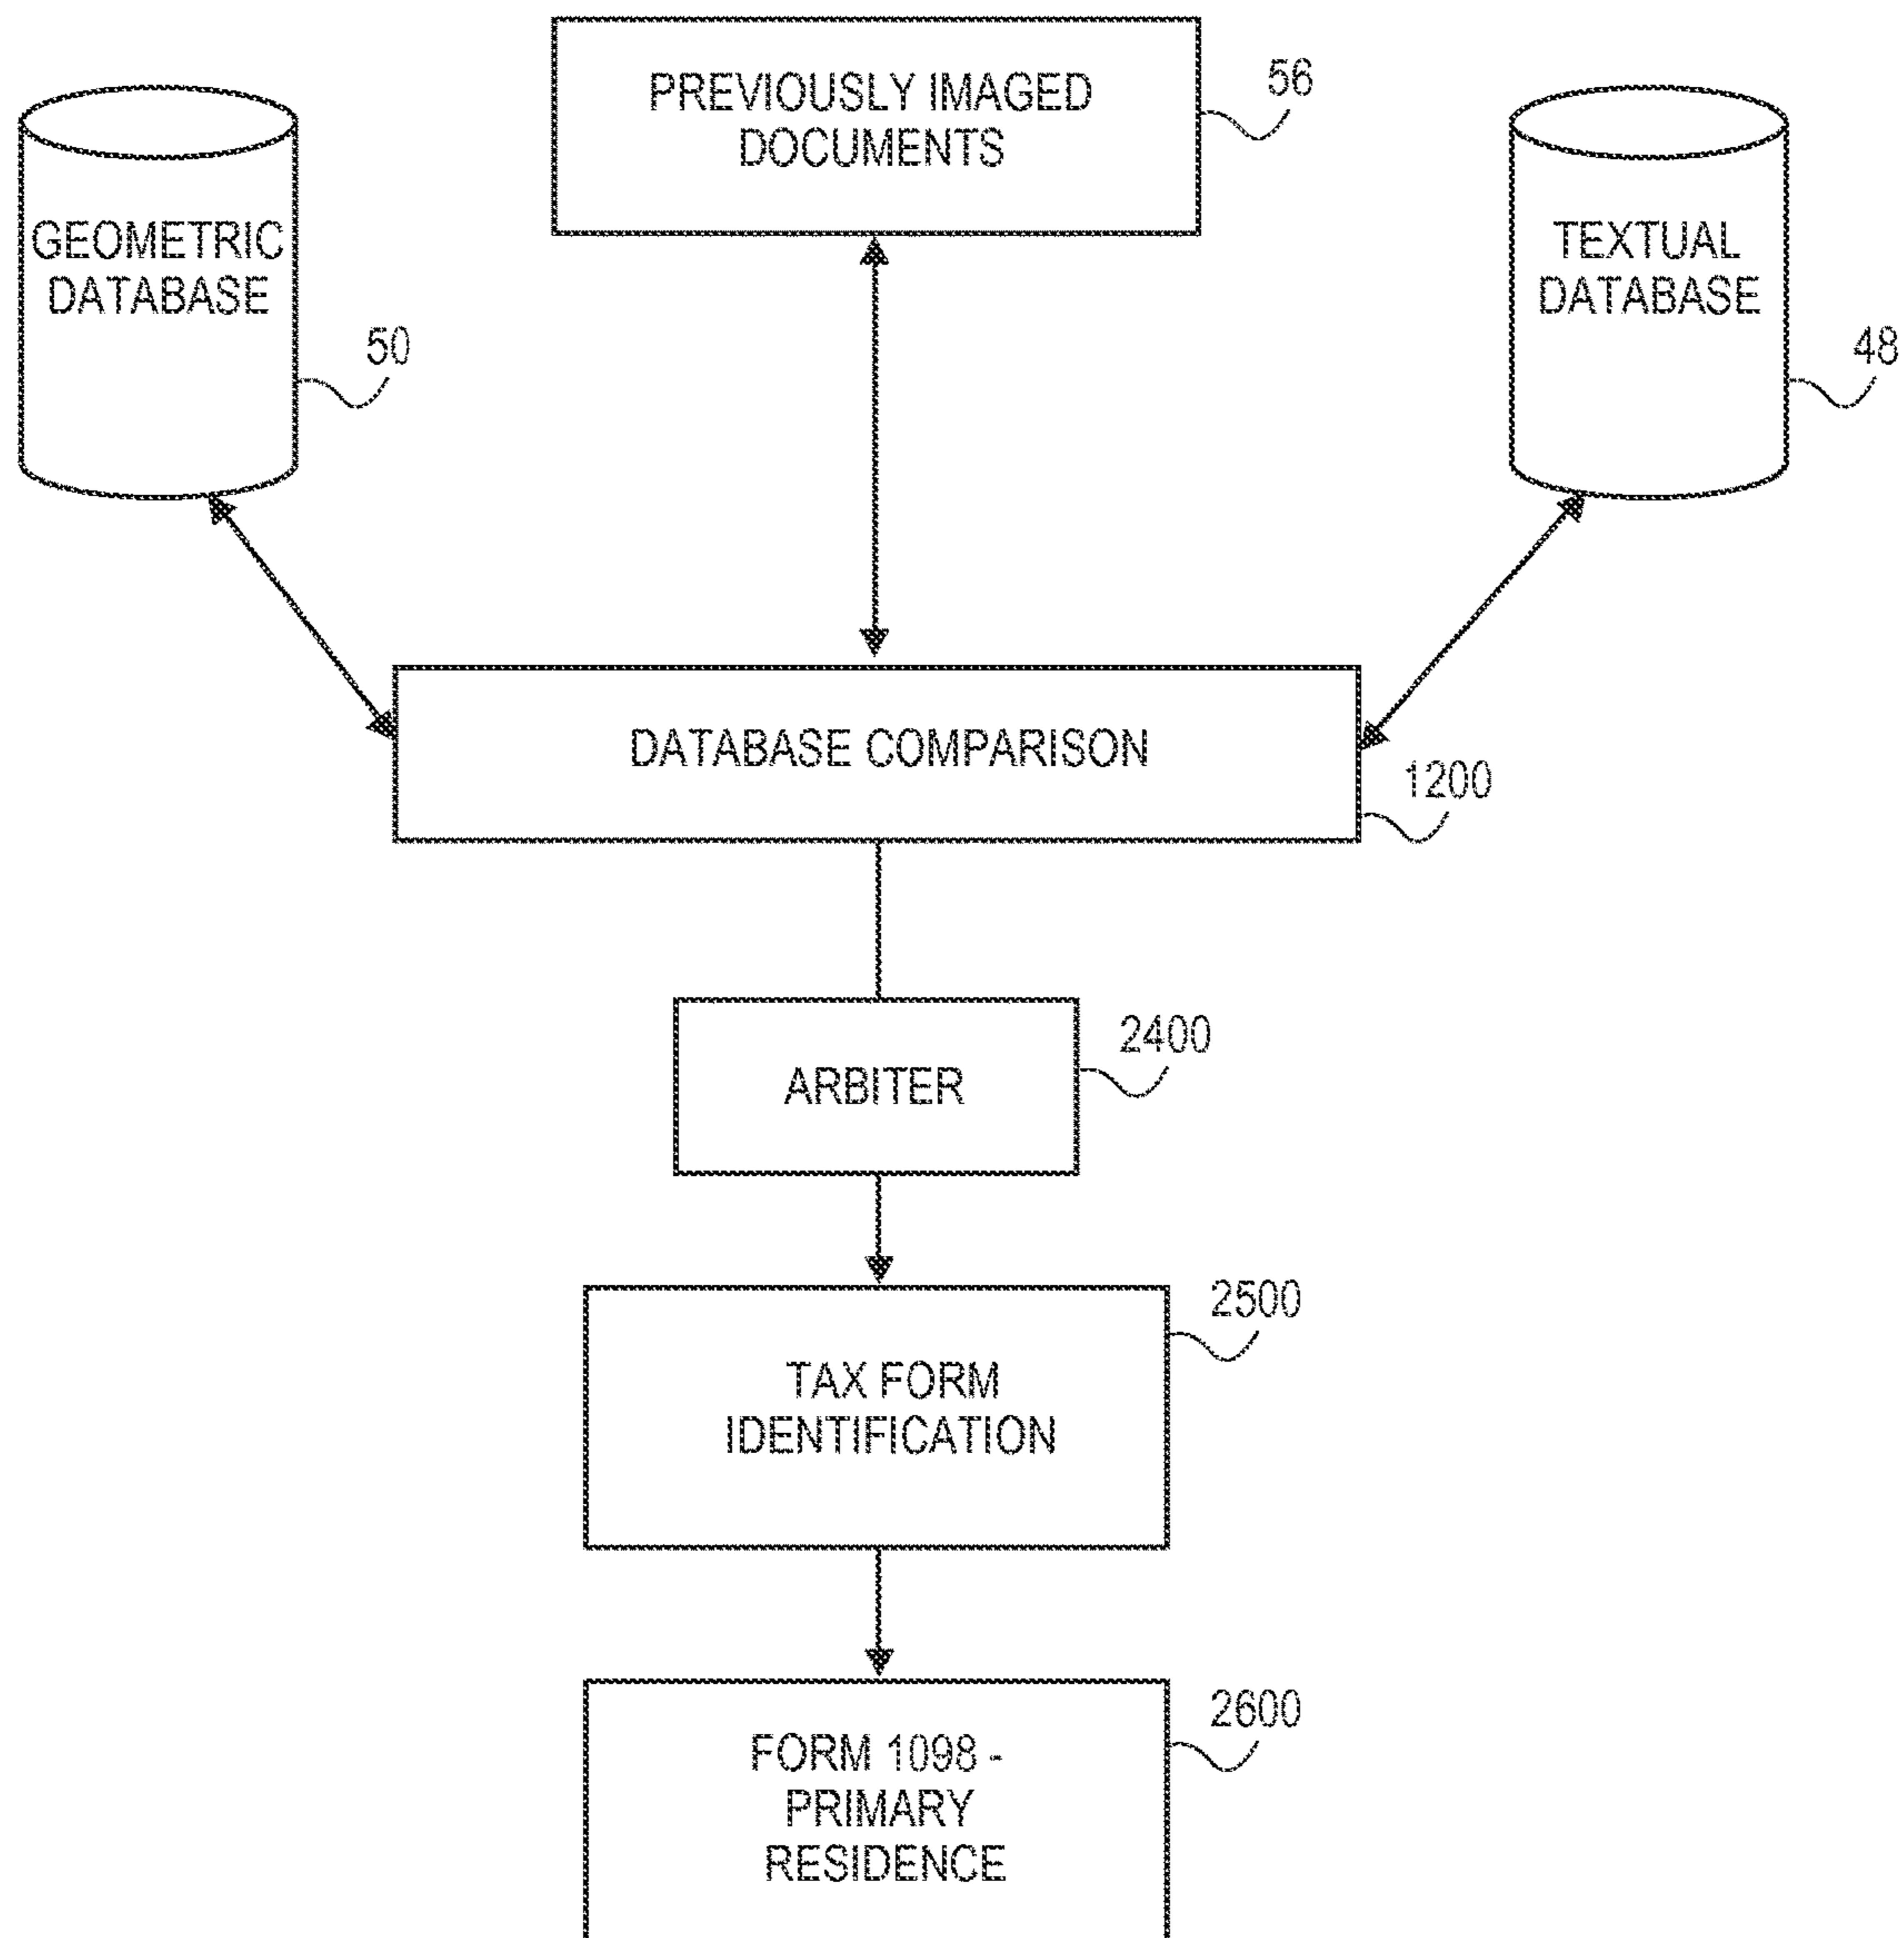 PREVIOUSLY IMAGED
DOCUMENTS
56
GEOMETRIC
DATABASE
50
TEXTUAL
DATABASE
48
DATABASE COMPARISON
1200
ARBITER
2400
TAX FORM
IDENTIFICATION
2500
FORM 1098 -
PRIMARY
RESIDENCE
2600